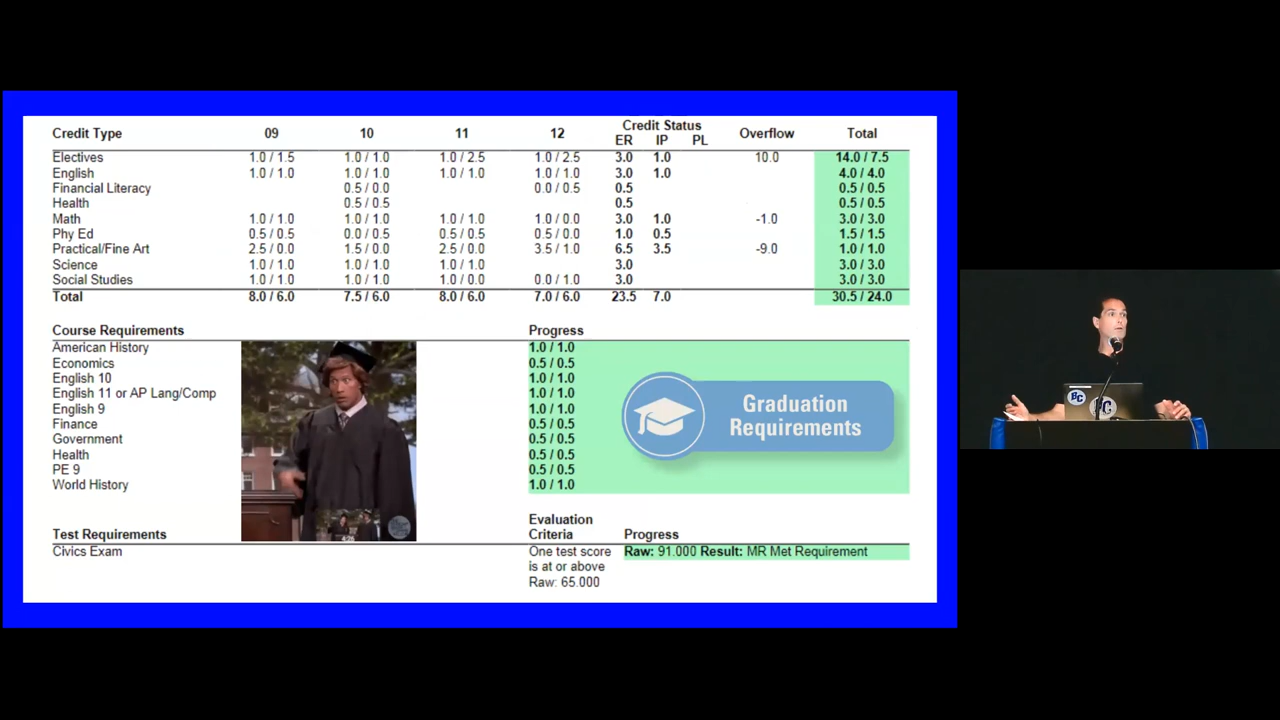 Credit Status
Credit Type 09 10 11 12 ER IP PL Overflow Total
Electives 1.0 / 1.5 1.0 / 1.0 1.0 / 2.5 1.0 / 2.5 3.0 1.0 10.0 14.0 / 7.5
English 1.0 / 1.0 1.0 / 1.0 1.0 / 1.0 1.0 / 1.0 3.0 1.0 4.0 / 4.0
Financial Literacy 0.5 / 0.0 0.0 / 0.5 0.5 0.5 / 0.5
Health 0.5 / 0.5 0.5 0.5 / 0.5
Math 1.0 / 1.0 1.0 / 1.0 1.0 / 1.0 1.0 / 0.0 3.0 1.0 -1.0 3.0 / 3.0
Phy Ed 0.5 / 0.5 0.0 / 0.5 0.5 / 0.5 0.5 / 0.0 1.0 0.5 1.5 / 1.5
Practical/Fine Art 2.5 / 0.0 1.5 / 0.0 2.5 / 0.0 3.5 / 1.0 6.5 3.5 -9.0 1.0 / 1.0
Science 1.0 / 1.0 1.0 / 1.0 1.0 / 1.0 3.0 3.0 / 3.0
Social Studies 1.0 / 1.0 1.0 / 1.0 1.0 / 0.0 0.0 / 1.0 3.0 3.0 / 3.0
Total 8.0 / 6.0 7.5 / 6.0 8.0 / 6.0 7.0 / 6.0 23.5 7.0 30.5 / 24.0
Course Requirements Progress
American History 1.0 / 1.0
Economics 0.5 / 0.5
English 10 1.0 / 1.0
English 11 or AP Lang/Comp 1.0 / 1.0
English 9 1.0 / 1.0
Finance 0.5 / 0.5
Government 0.5 / 0.5
Health 0.5 / 0.5
PE 9 0.5 / 0.5
World History 1.0 / 1.0
Graduation
Requirements
Test Requirements Evaluation Criteria Progress
Civics Exam One test score Raw: 91.000 Result: MR Met Requirement
is at or above
Raw: 65.000